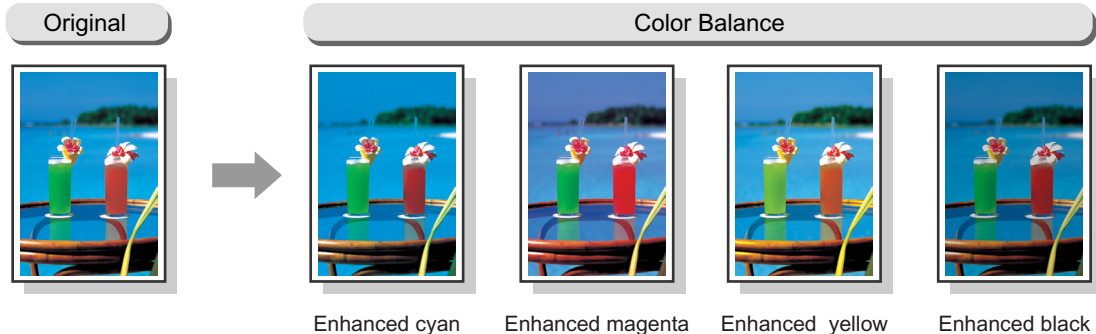 Original
Color Balance
Enhanced cyan
Enhanced magenta
Enhanced yellow
Enhanced black